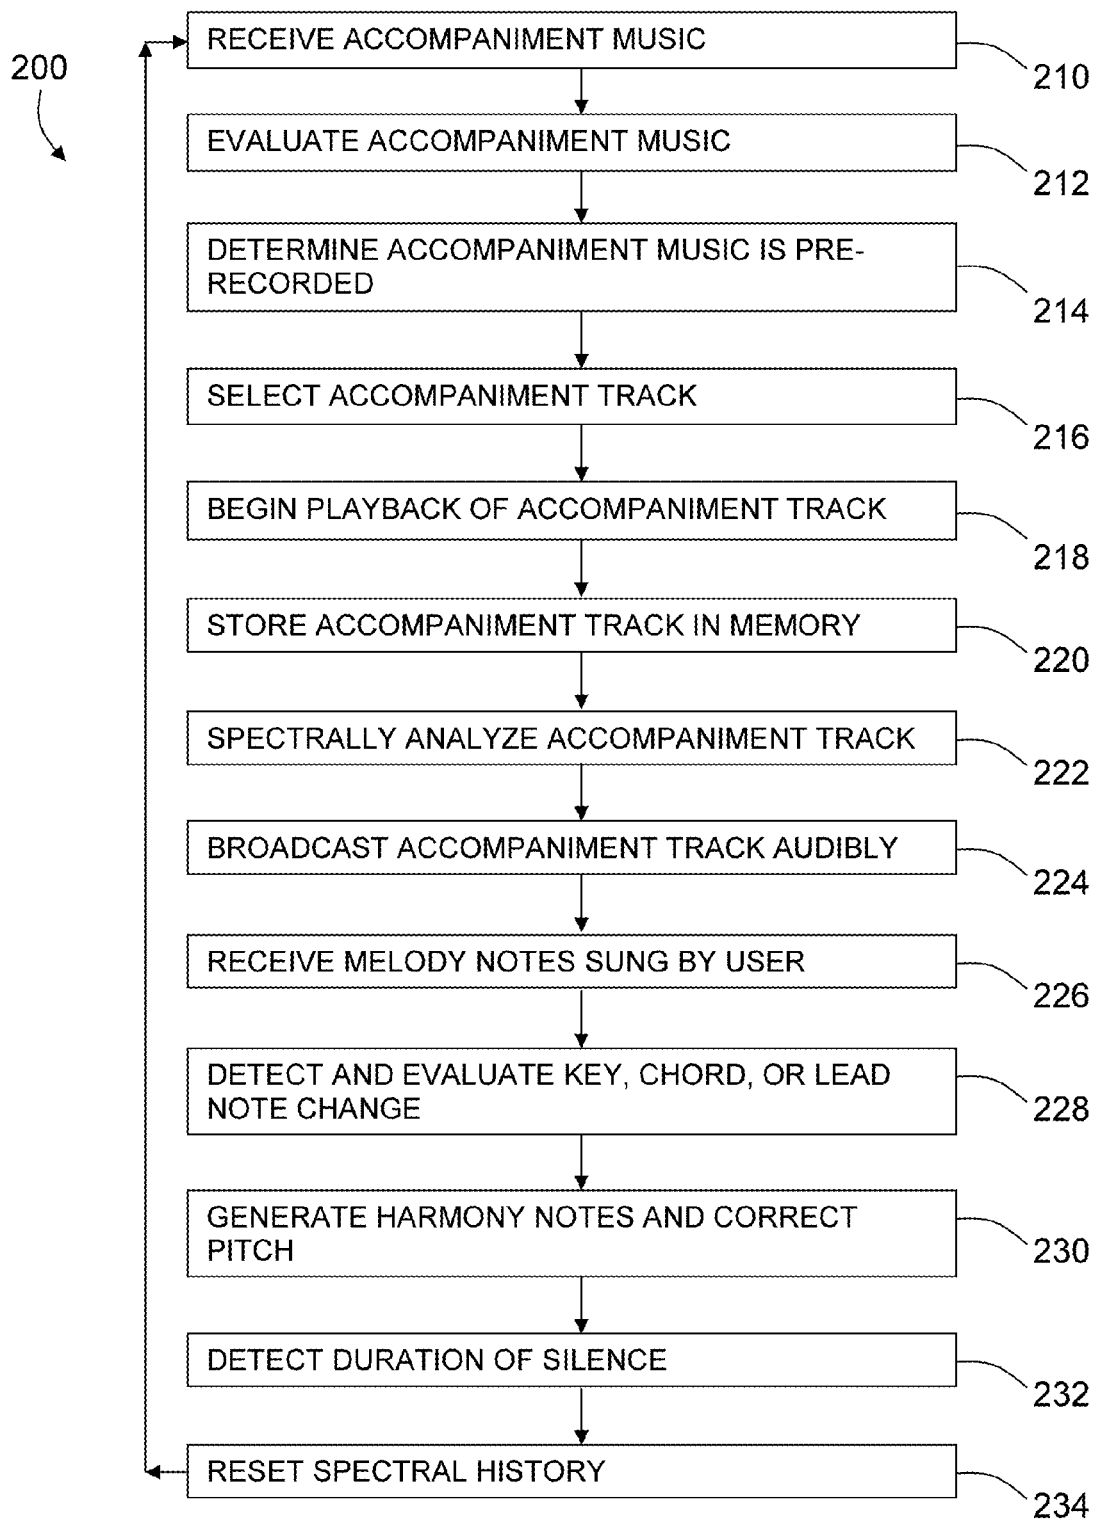 200
RECEIVE ACCOMPANIMENT MUSIC
210
EVALUATE ACCOMPANIMENT MUSIC
212
DETERMINE ACCOMPANIMENT MUSIC IS PRE-
RECORDED
214
SELECT ACCOMPANIMENT TRACK
216
BEGIN PLAYBACK OF ACCOMPANIMENT TRACK
218
STORE ACCOMPANIMENT TRACK IN MEMORY
220
SPECTRALLY ANALYZE ACCOMPANIMENT TRACK
222
BROADCAST ACCOMPANIMENT TRACK AUDIBLY
224
RECEIVE MELODY NOTES SUNG BY USER
226
DETECT AND EVALUATE KEY, CHORD, OR LEAD
NOTE CHANGE
228
GENERATE HARMONY NOTES AND CORRECT
PITCH
230
DETECT DURATION OF SILENCE
232
RESET SPECTRAL HISTORY
234